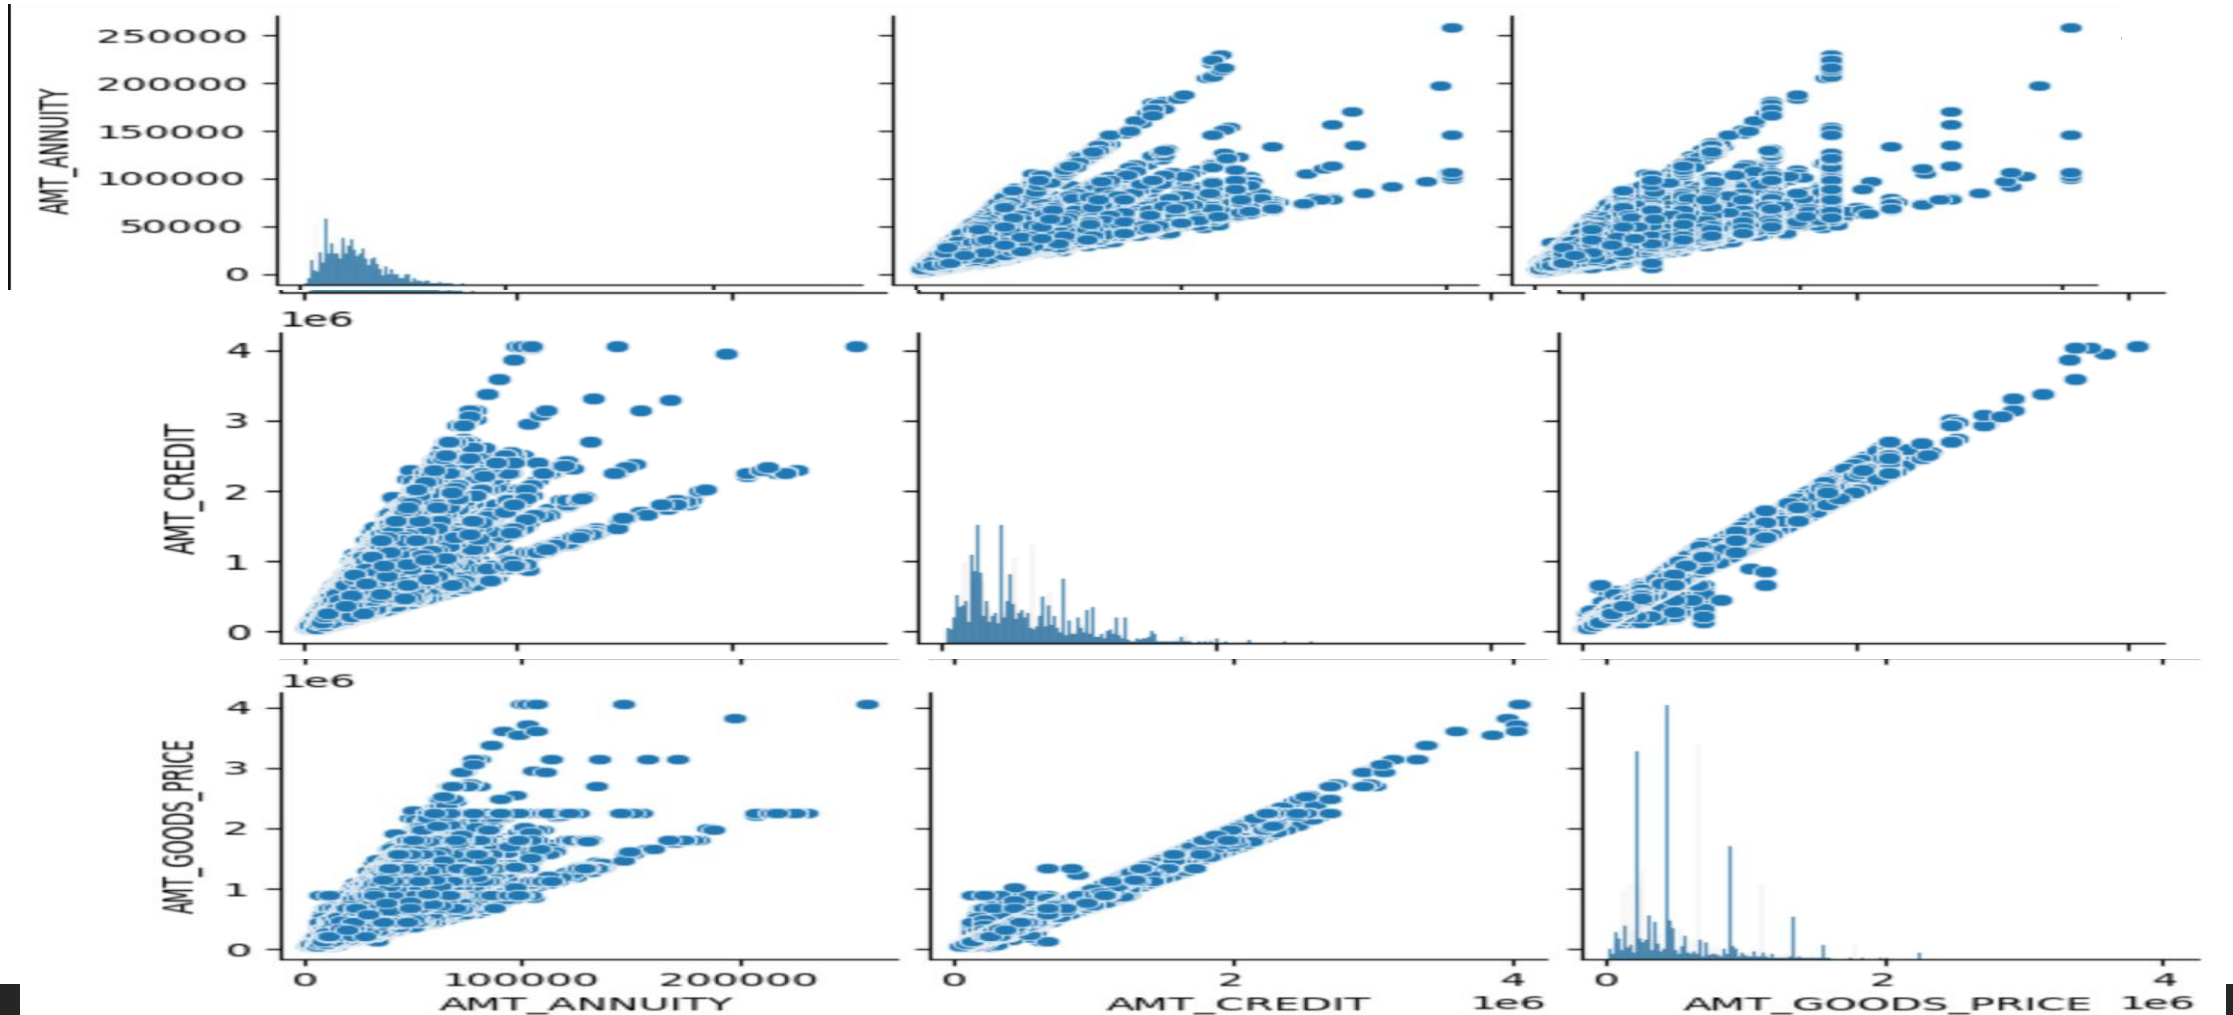 250000
200000
150000
100000
50000
0
AMT_ANNUITY
1e6
4
3
2
1
0
AMT_CREDIT
1e6
4
3
2
1
0
AMT_GOODS_PRICE
0 100000 200000 0 2 4 0 2 4
AMT_ANNUITY AMT_CREDIT 1e6 AMT_GOODS_PRICE 1e6